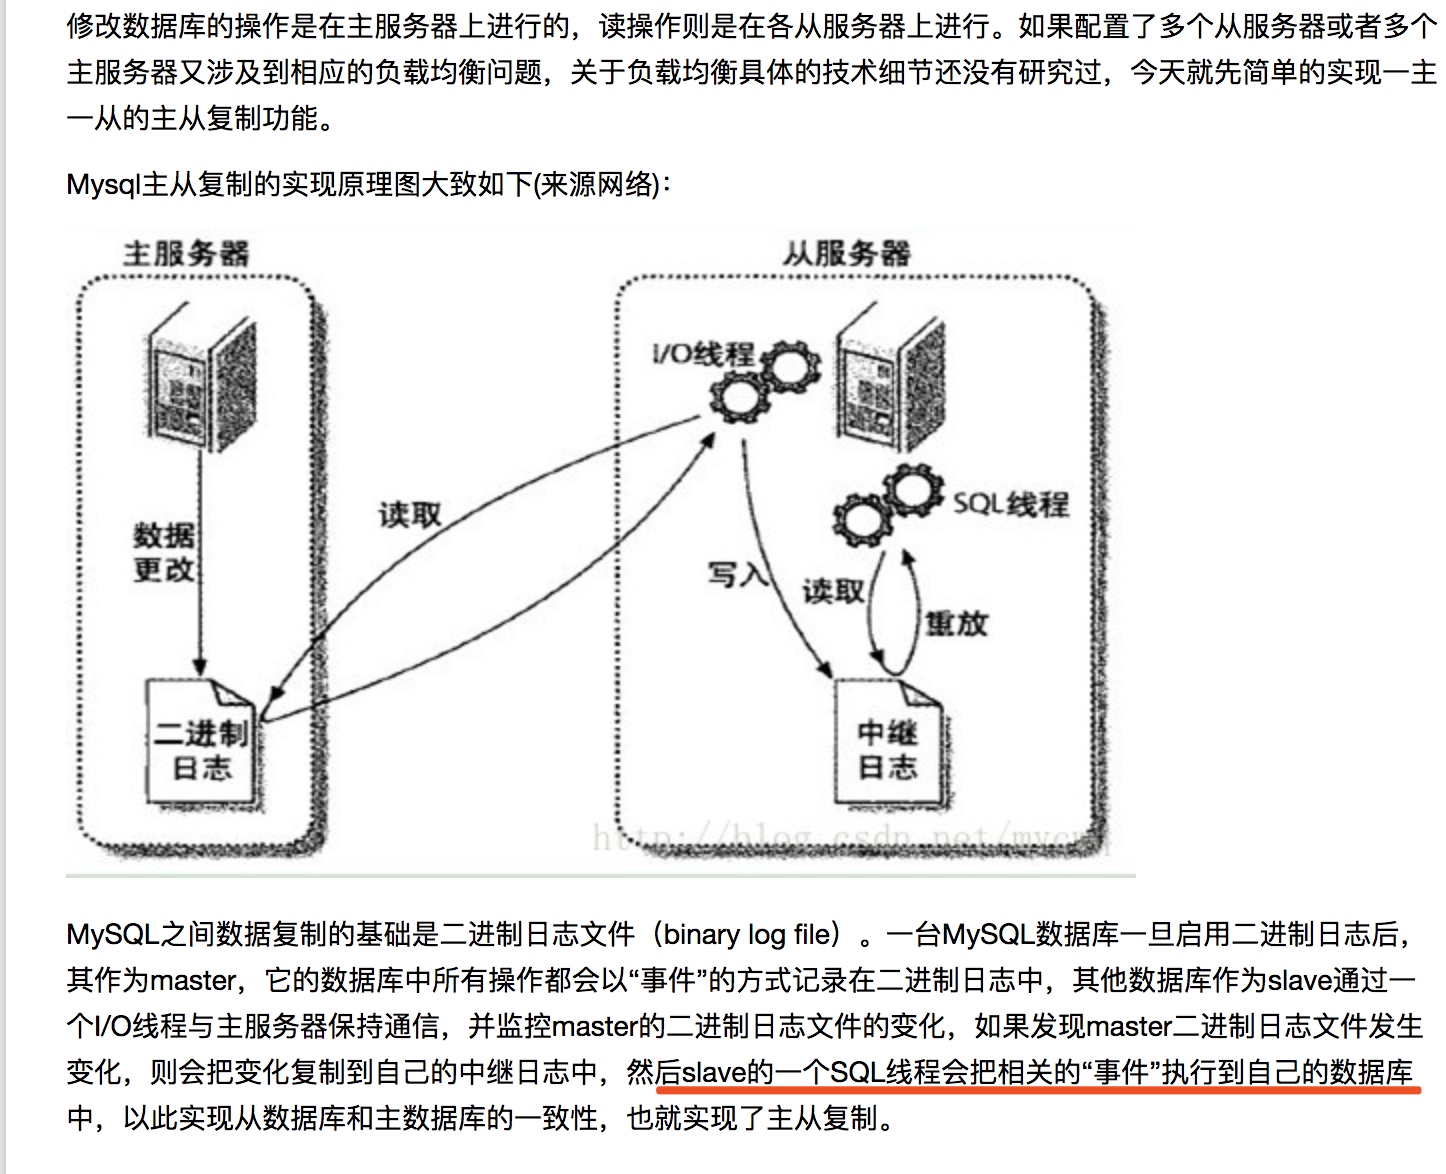 修改数据库的操作是在主服务器上进行的，读操作则是在各从服务器上进行。如果配置了多个从服务器或者多个
主服务器又涉及到相应的负载均衡问题，关于负载均衡具体的技术细节还没有研究过，今天就先简单的实现一主
一从的主从复制功能。
Mysql主从复制的实现原理图大致如下(来源网络)：
主服务器
从服务器
I/O线程
SQL线程
读取
数据
更改
写入
读取
重放
二进制
日志
中继
日志
MySQL之间数据复制的基础是二进制日志文件（binary log file）。一台MySQL数据库一旦启用二进制日志后，
其作为master，它的数据库中所有操作都会以“事件”的方式记录在二进制日志中，其他数据库作为slave通过一
个I/O线程与主服务器保持通信，并监控master的二进制日志文件的变化，如果发现master二进制日志文件发生
变化，则会把变化复制到自己的中继日志中，然后slave的一个SQL线程会把相关的“事件”执行到自己的数据库
中，以此实现从数据库和主数据库的一致性，也就实现了主从复制。